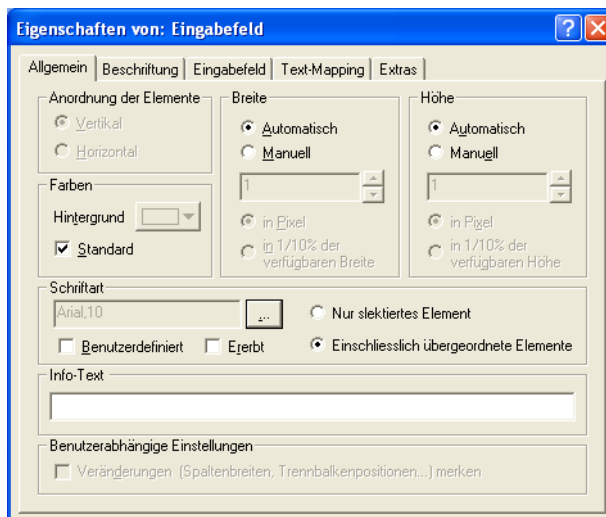 Eigenschaften von: Eingabefeld
Allgemein
Beschriftung
Eingabefeld
Text-Mapping
Extras
Anordnung der Elemente
Vertikal
Horizontal
Farben
Hintergrund
Standard
Breite
Automatisch
Manuell
1
in Pixel
in 1/10% der
verfügbaren Breite
Höhe
Automatisch
Manuell
1
in Pixel
in 1/10% der
verfügbaren Höhe
Schriftart
Arial,10
...
Nur slektiertes Element
Benutzerdefiniert
Ererbt
Einschliesslich übergeordnete Elemente
Info-Text
Benutzerabhängige Einstellungen
Veränderungen (Spaltenbreiten, Trennbalkenpositionen...) merken